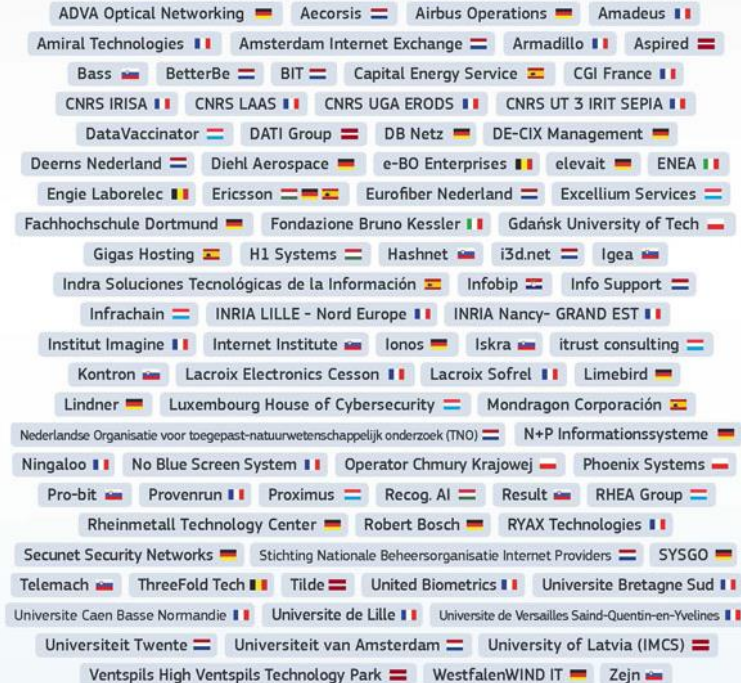 ADVA Optical Networking Aecorsis Airbus Operations Amadeus
Amiral Technologies Amsterdam Internet Exchange Armadillo Aspired
Bass BetterBe BIT Capital Energy Service CGI France
CNRS IRISA CNRS LAAS CNRS UGA ERODS CNRS UT 3 IRIT SEPIA
DataVaccinator DATI Group DB Netz DE-CIX Management
Deerns Nederland Diehl Aerospace e-BO Enterprises elevait ENEA
Engie Laborelec Ericsson Eurofiber Nederland Excellium Services
Fachhochschule Dortmund Fondazione Bruno Kessler Gdańsk University of Tech
Gigas Hosting H1 Systems Hashnet i3d.net Igea
Indra Soluciones Tecnológicas de la Información Infobip Info Support
Infrachain INRIA LILLE - Nord Europe INRIA Nancy- GRAND EST
Institut Imagine Internet Institute Ionos Iskra itrust consulting
Kontron Lacroix Electronics Cesson Lacroix Sofrel Limebird
Lindner Luxembourg House of Cybersecurity Mondragon Corporación
Nederlandse Organisatie voor toegepast-natuurwetenschappelijk onderzoek (TNO) N+P Informationssysteme
Ningaloo No Blue Screen System Operator Chmury Krajowej Phoenix Systems
Pro-bit Provenrun Proximus Recog. AI Result RHEA Group
Rheinmetall Technology Center Robert Bosch RYAX Technologies
Secunet Security Networks Stichting Nationale Beheersorganisatie Internet Providers SYSGO
Telemach ThreeFold Tech Tilde United Biometrics Universite Bretagne Sud
Universite Caen Basse Normandie Universite de Lille Universite de Versailles Saind-Quentin-en-Yvelines
Universiteit Twente Universiteit van Amsterdam University of Latvia (IMCS)
Ventspils High Ventspils Technology Park WestfalenWIND IT Zejn